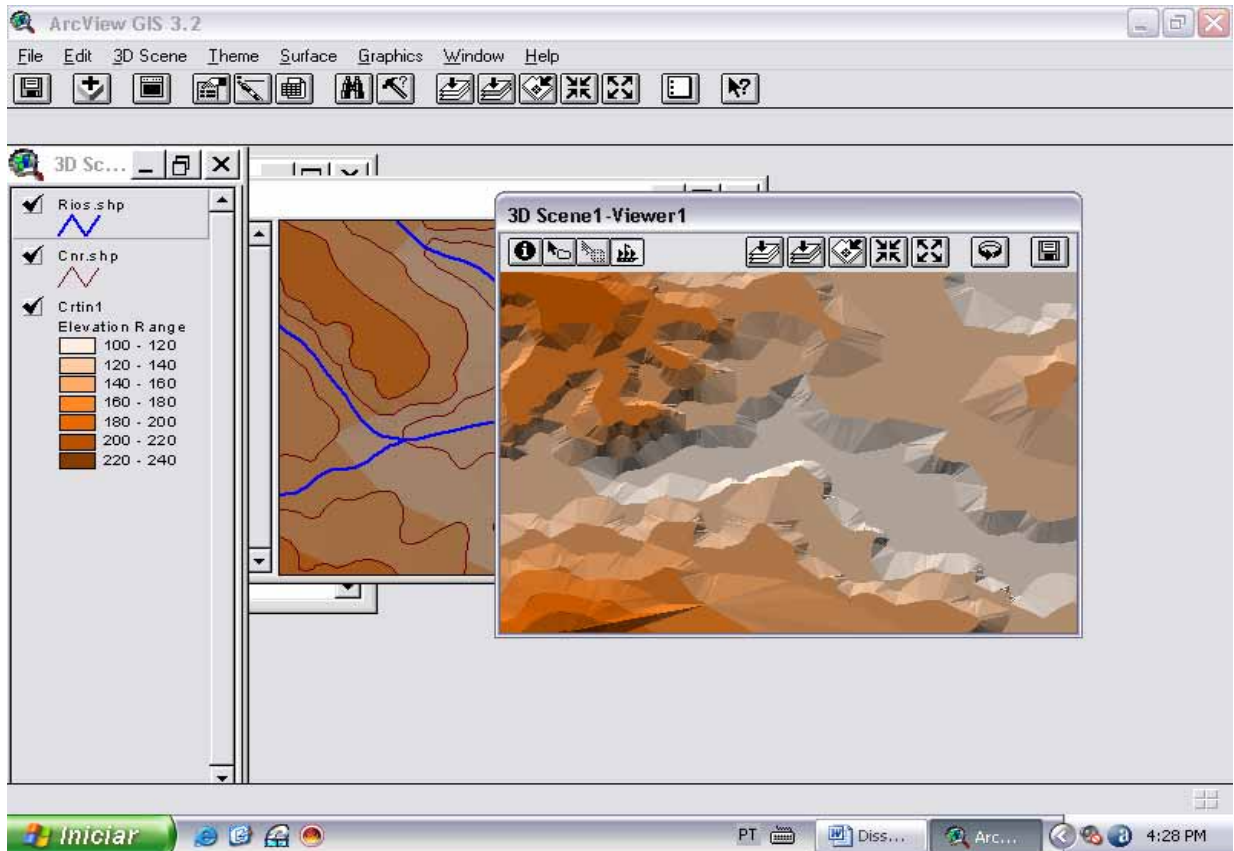 ArcView GIS 3.2
File Edit 3D Scene Theme Surface Graphics Window Help
3D Sc...
Rios.shp
Cnr.shp
Crtin1
Elevation Range
100 - 120
120 - 140
140 - 160
160 - 180
180 - 200
200 - 220
220 - 240
3D Scene1-Viewer1
Iniciar
PT
Diss...
Arc...
4:28 PM